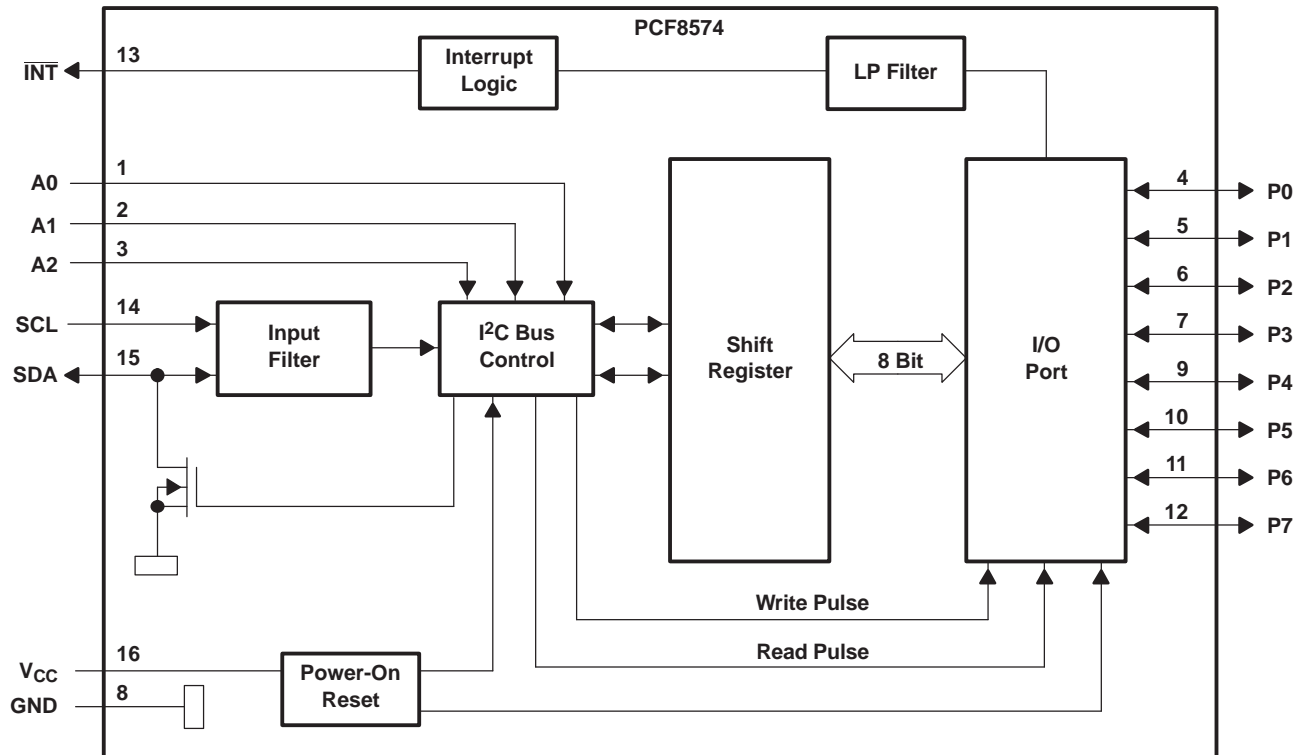 PCF8574
INT
13
Interrupt
Logic
LP Filter
A0
1
A1
2
A2
3
SCL
14
SDA
15
Input
Filter
I²C Bus
Control
Shift
Register
8 Bit
I/O
Port
4
P0
5
P1
6
P2
7
P3
9
P4
10
P5
11
P6
12
P7
Write Pulse
Read Pulse
VCC
16
GND
8
Power-On
Reset